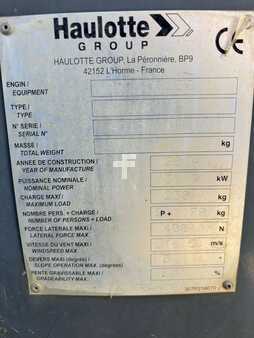 Haulotte
GROUP
HAULOTTE GROUP, La Péronnière, BP9
42152 L'Horme - France
ENGIN /
EQUIPMENT
TYPE /
TYPE
N° SERIE /
SERIAL N°
MASSE / kg
TOTAL WEIGHT
ANNEE DE CONSTRUCTION /
YEAR OF MANUFACTURE
PUISSANCE NOMINALE / kW
NOMINAL POWER
CHARGE MAXI / kg
MAXIMUM LOAD
NOMBRE PERS. + CHARGE / P + kg
NUMBER OF PERSONS + LOAD
FORCE LATERALE MAXI / N
LATERAL FORCE MAX
VITESSE DU VENT MAXI / m/s
WINDSPEED MAX
DEVERS MAXI (degrés) /
SLOPE OPERATION MAX. (degrees)
PENTE GRAVISSABLE MAXI / %
GRADEABILITY MAX